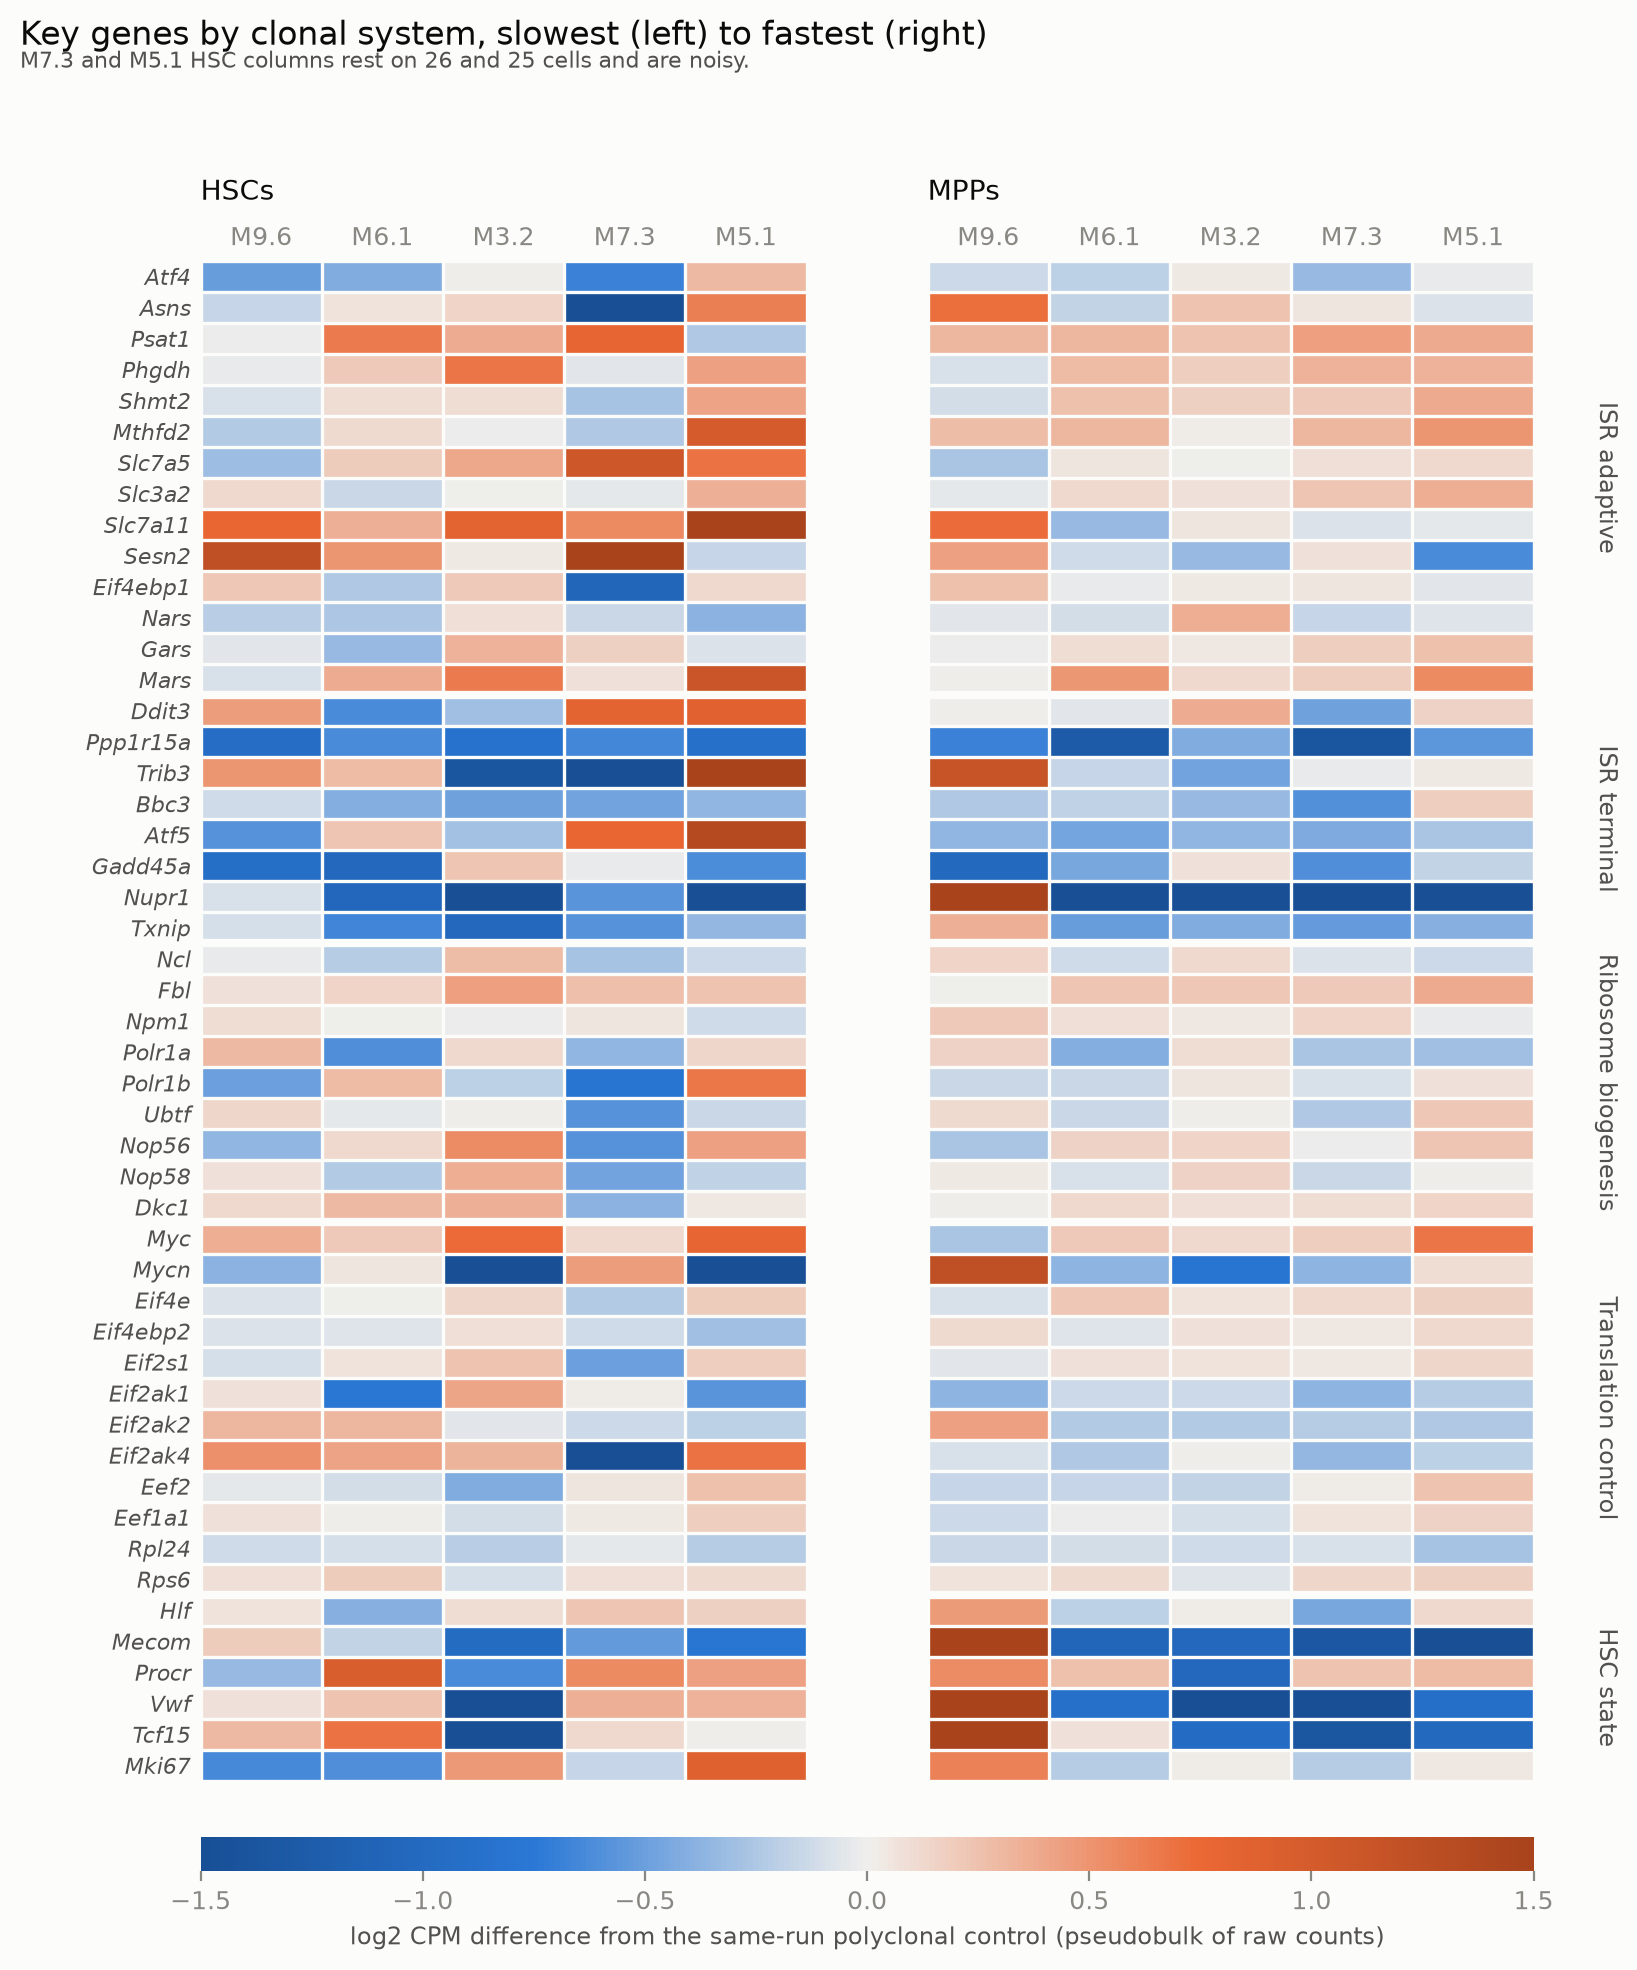 Key genes by clonal system, slowest (left) to fastest (right)
M7.3 and M5.1 HSC columns rest on 26 and 25 cells and are noisy.
HSCs
MPPs
M9.6 M6.1 M3.2 M7.3 M5.1
M9.6 M6.1 M3.2 M7.3 M5.1
Atf4
Asns
Psat1
Phgdh
Shmt2
Mthfd2
Slc7a5
Slc3a2
Slc7a11
Sesn2
Eif4ebp1
Nars
Gars
Mars
Ddit3
Ppp1r15a
Trib3
Bbc3
Atf5
Gadd45a
Nupr1
Txnip
Ncl
Fbl
Npm1
Polr1a
Polr1b
Ubtf
Nop56
Nop58
Dkc1
Myc
Mycn
Eif4e
Eif4ebp2
Eif2s1
Eif2ak1
Eif2ak2
Eif2ak4
Eef2
Eef1a1
Rpl24
Rps6
Hlf
Mecom
Procr
Vwf
Tcf15
Mki67
ISR adaptive
ISR terminal
Ribosome biogenesis
Translation control
HSC state
−1.5 −1.0 −0.5 0.0 0.5 1.0 1.5
log2 CPM difference from the same-run polyclonal control (pseudobulk of raw counts)